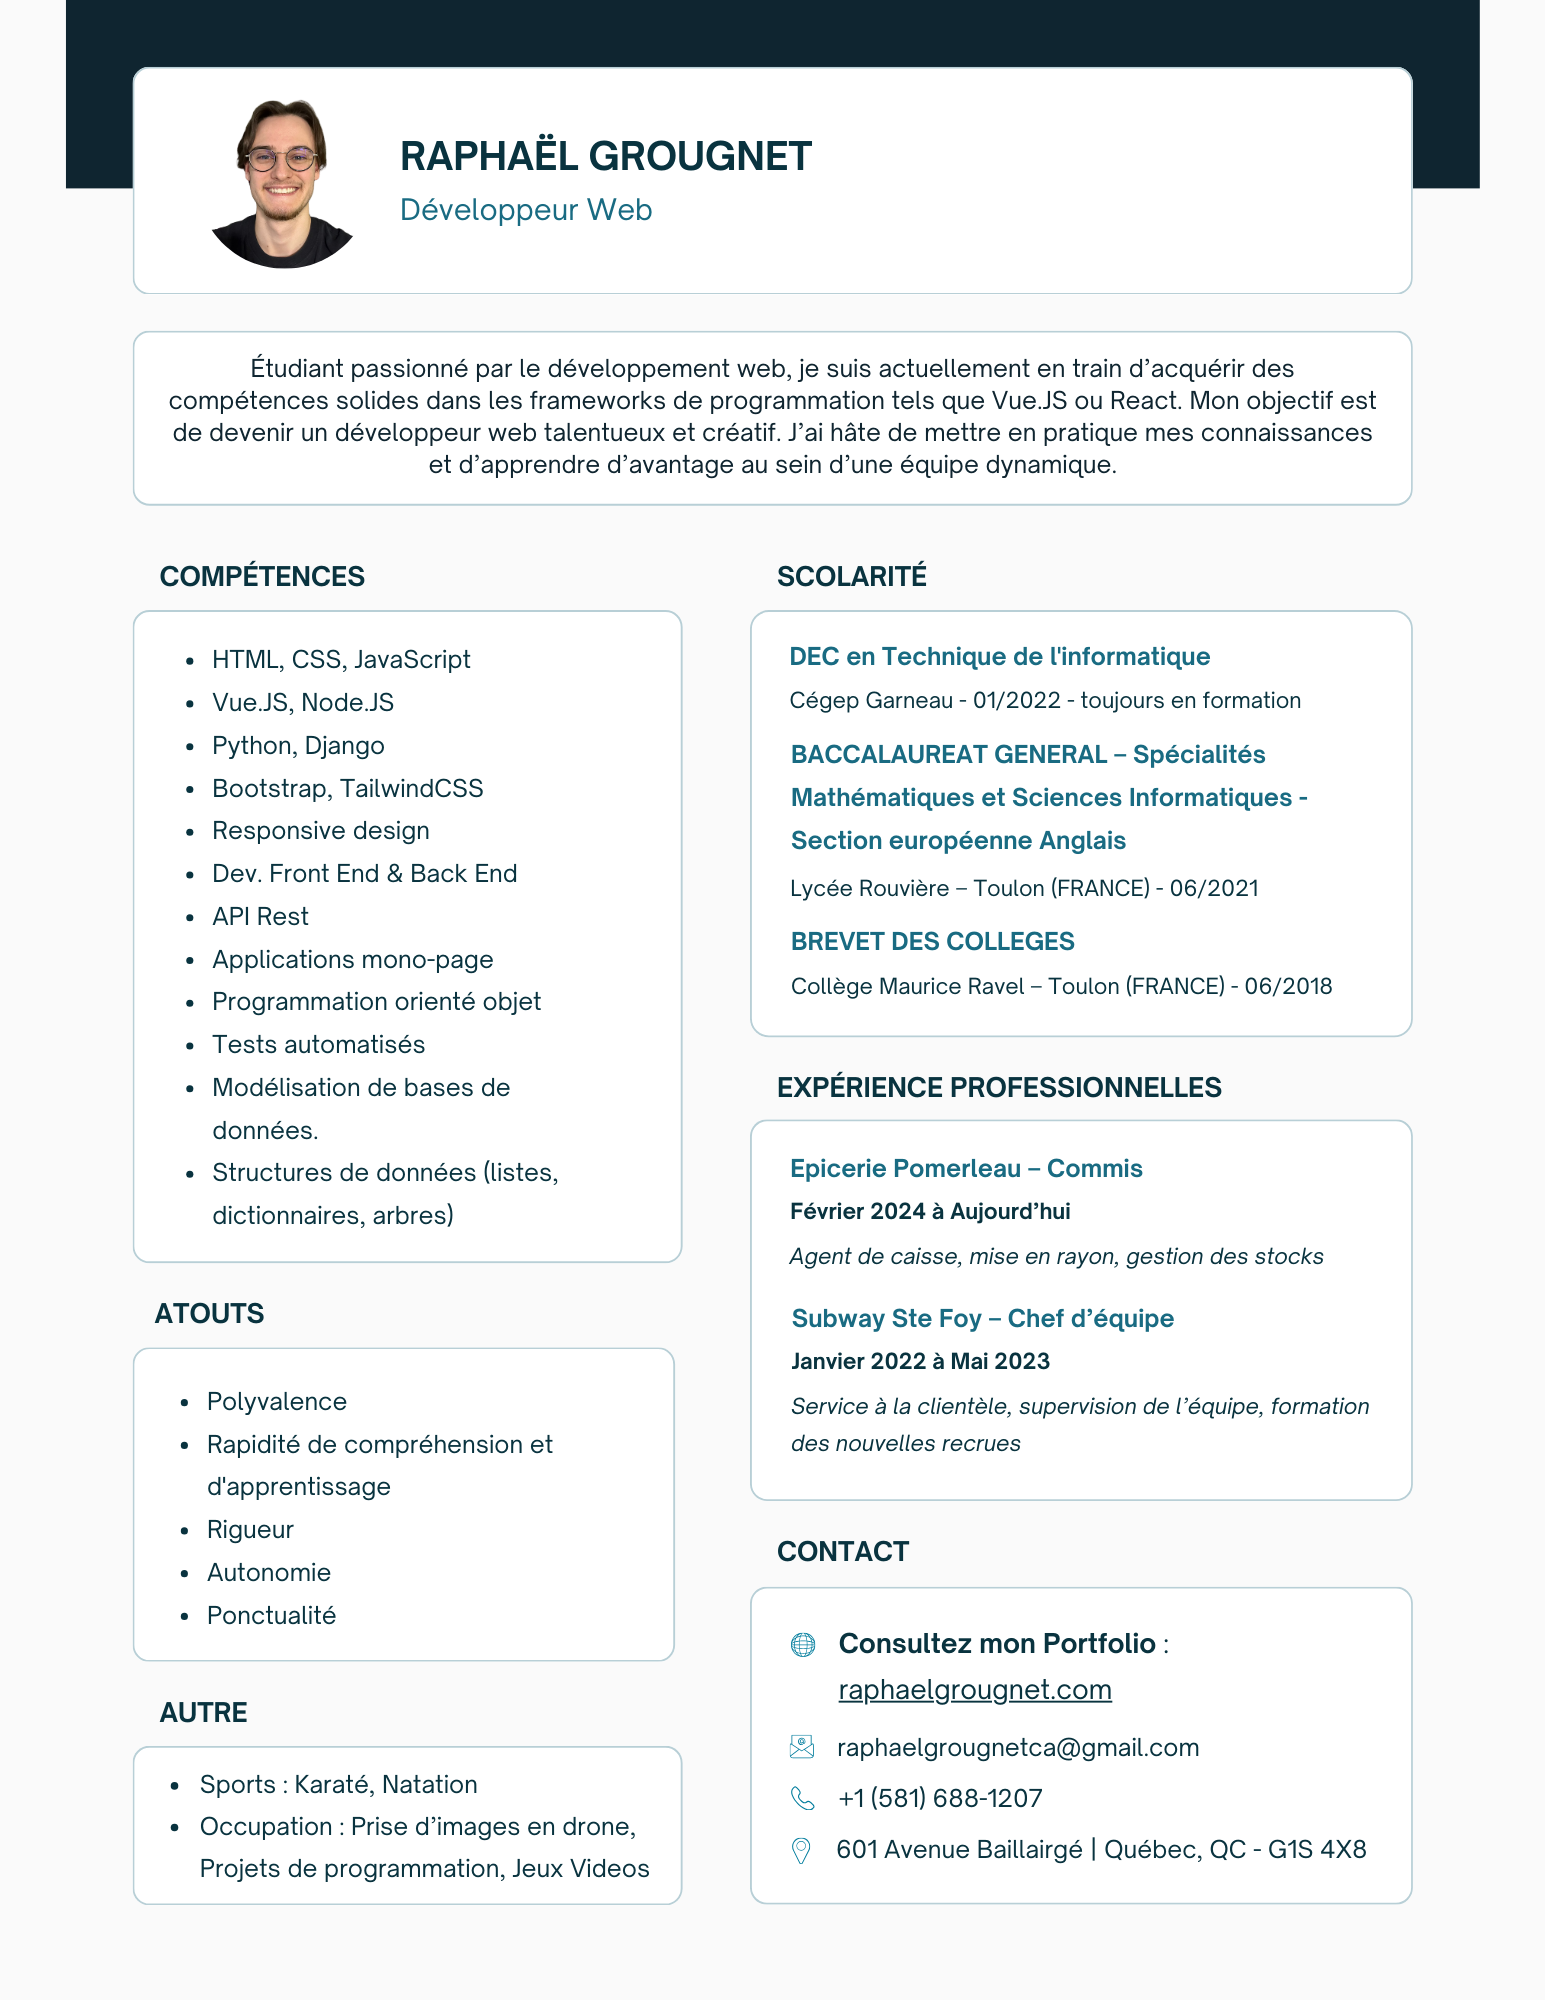 RAPHAËL GROUGNET
Développeur Web
Étudiant passionné par le développement web, je suis actuellement en train d’acquérir des
compétences solides dans les frameworks de programmation tels que Vue.JS ou React. Mon objectif est
de devenir un développeur web talentueux et créatif. J’ai hâte de mettre en pratique mes connaissances
et d’apprendre d’avantage au sein d’une équipe dynamique.
COMPÉTENCES
• HTML, CSS, JavaScript
• Vue.JS, Node.JS
• Python, Django
• Bootstrap, TailwindCSS
• Responsive design
• Dev. Front End & Back End
• API Rest
• Applications mono-page
• Programmation orienté objet
• Tests automatisés
• Modélisation de bases de
données.
• Structures de données (listes,
dictionnaires, arbres)
ATOUTS
• Polyvalence
• Rapidité de compréhension et
d'apprentissage
• Rigueur
• Autonomie
• Ponctualité
AUTRE
• Sports : Karaté, Natation
• Occupation : Prise d’images en drone,
Projets de programmation, Jeux Videos
SCOLARITÉ
DEC en Technique de l'informatique
Cégep Garneau - 01/2022 - toujours en formation
BACCALAUREAT GENERAL – Spécialités
Mathématiques et Sciences Informatiques -
Section européenne Anglais
Lycée Rouvière – Toulon (FRANCE) - 06/2021
BREVET DES COLLEGES
Collège Maurice Ravel – Toulon (FRANCE) - 06/2018
EXPÉRIENCE PROFESSIONNELLES
Epicerie Pomerleau – Commis
Février 2024 à Aujourd’hui
Agent de caisse, mise en rayon, gestion des stocks
Subway Ste Foy – Chef d’équipe
Janvier 2022 à Mai 2023
Service à la clientèle, supervision de l’équipe, formation
des nouvelles recrues
CONTACT
Consultez mon Portfolio :
raphaelgrougnet.com
raphaelgrougnetca@gmail.com
+1 (581) 688-1207
601 Avenue Baillairgé | Québec, QC - G1S 4X8